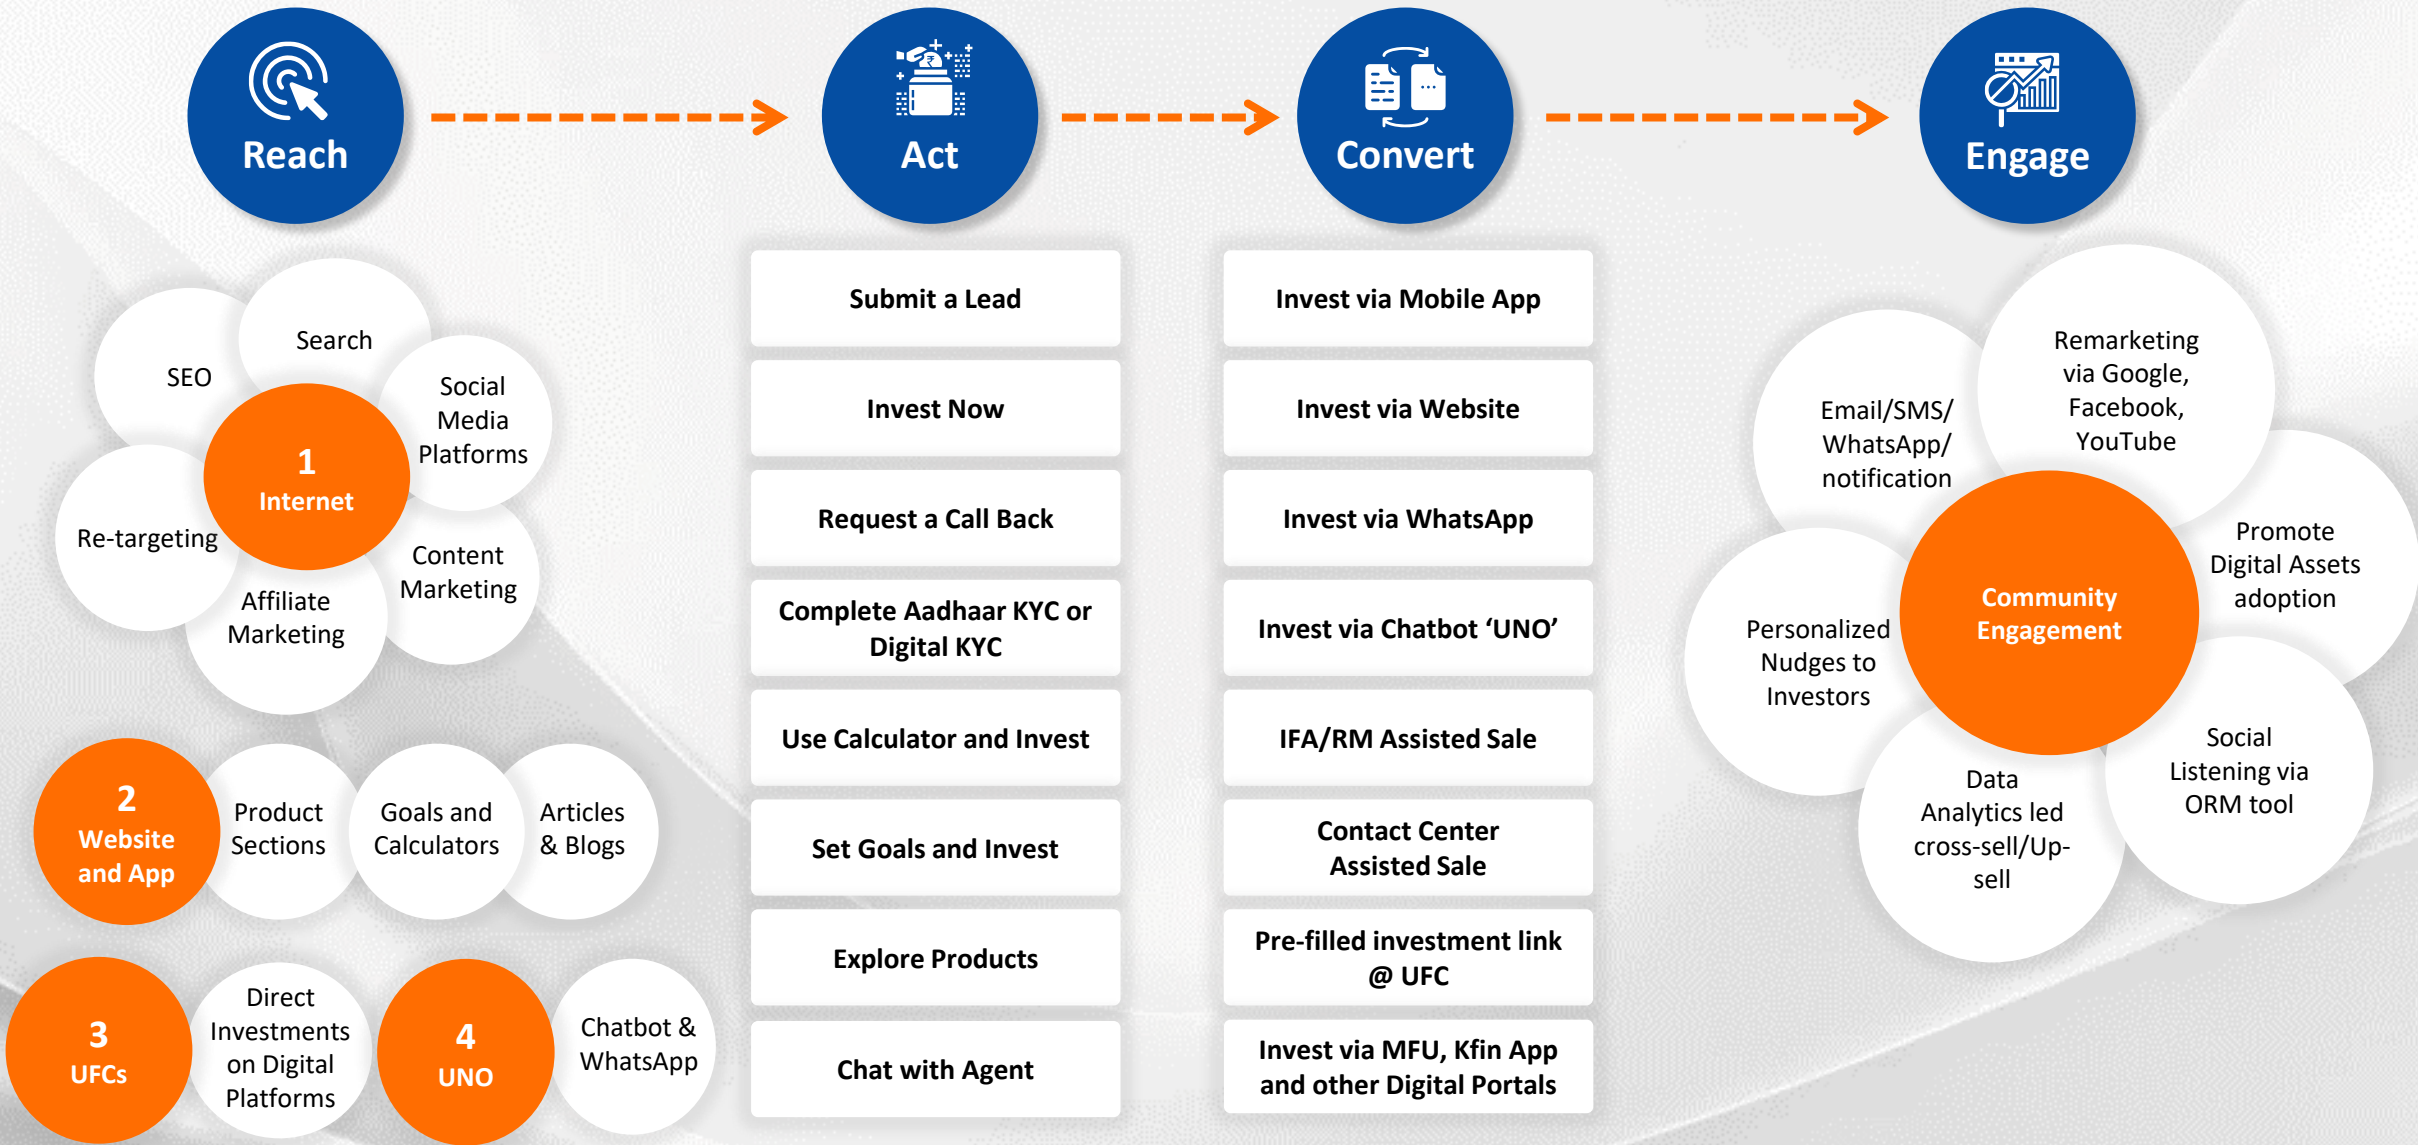 Reach
Act
Convert
Engage
Search
SEO
Social
Media
Platforms
1
Internet
Re-targeting
Content
Marketing
Affiliate
Marketing
2
Website
and App
Product
Sections
Goals and
Calculators
Articles
& Blogs
3
UFCs
Direct
Investments
on Digital
Platforms
4
UNO
Chatbot &
WhatsApp
Submit a Lead
Invest Now
Request a Call Back
Complete Aadhaar KYC or
Digital KYC
Use Calculator and Invest
Set Goals and Invest
Explore Products
Chat with Agent
Invest via Mobile App
Invest via Website
Invest via WhatsApp
Invest via Chatbot ‘UNO’
IFA/RM Assisted Sale
Contact Center
Assisted Sale
Pre-filled investment link
@ UFC
Invest via MFU, Kfin App
and other Digital Portals
Remarketing
via Google,
Facebook,
YouTube
Email/SMS/
WhatsApp/
notification
Promote
Digital Assets
adoption
Community
Engagement
Personalized
Nudges to
Investors
Social
Listening via
ORM tool
Data
Analytics led
cross-sell/Up-
sell
₹